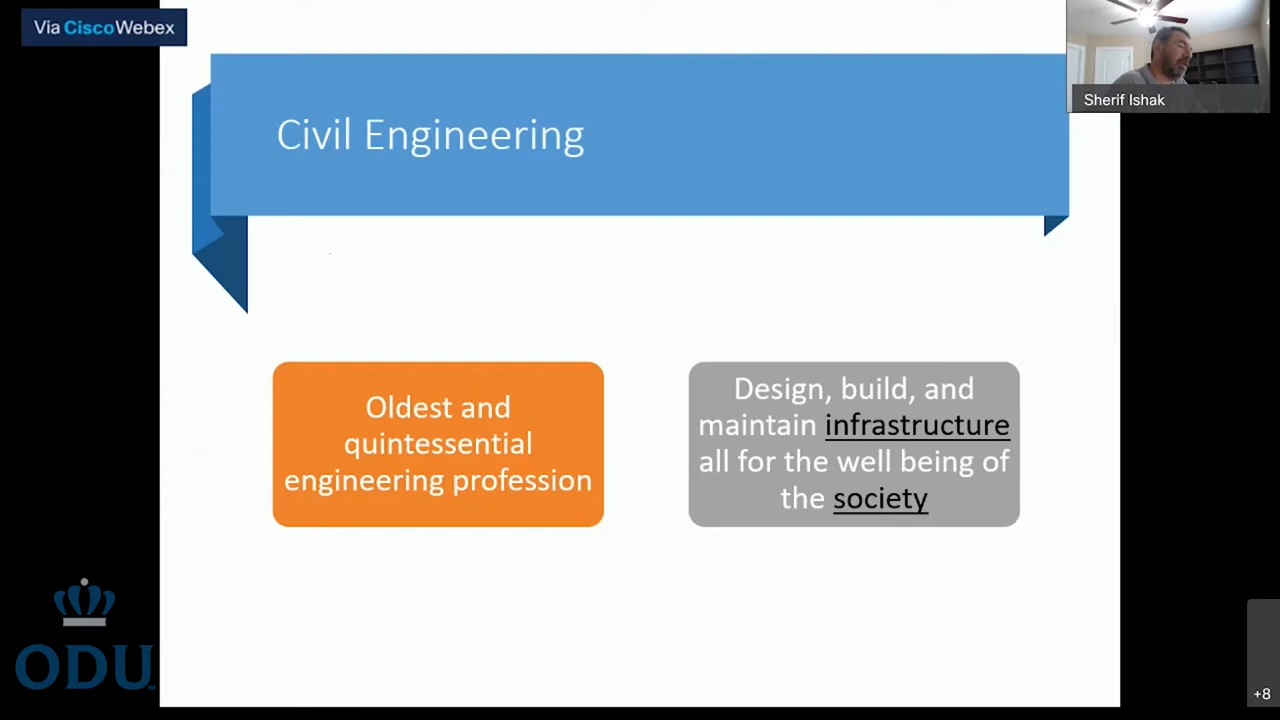 Via CiscoWebex
Sherif Ishak
Civil Engineering
Oldest and
quintessential
engineering profession
Design, build, and
maintain infrastructure
all for the well being of
the society
ODU
+8